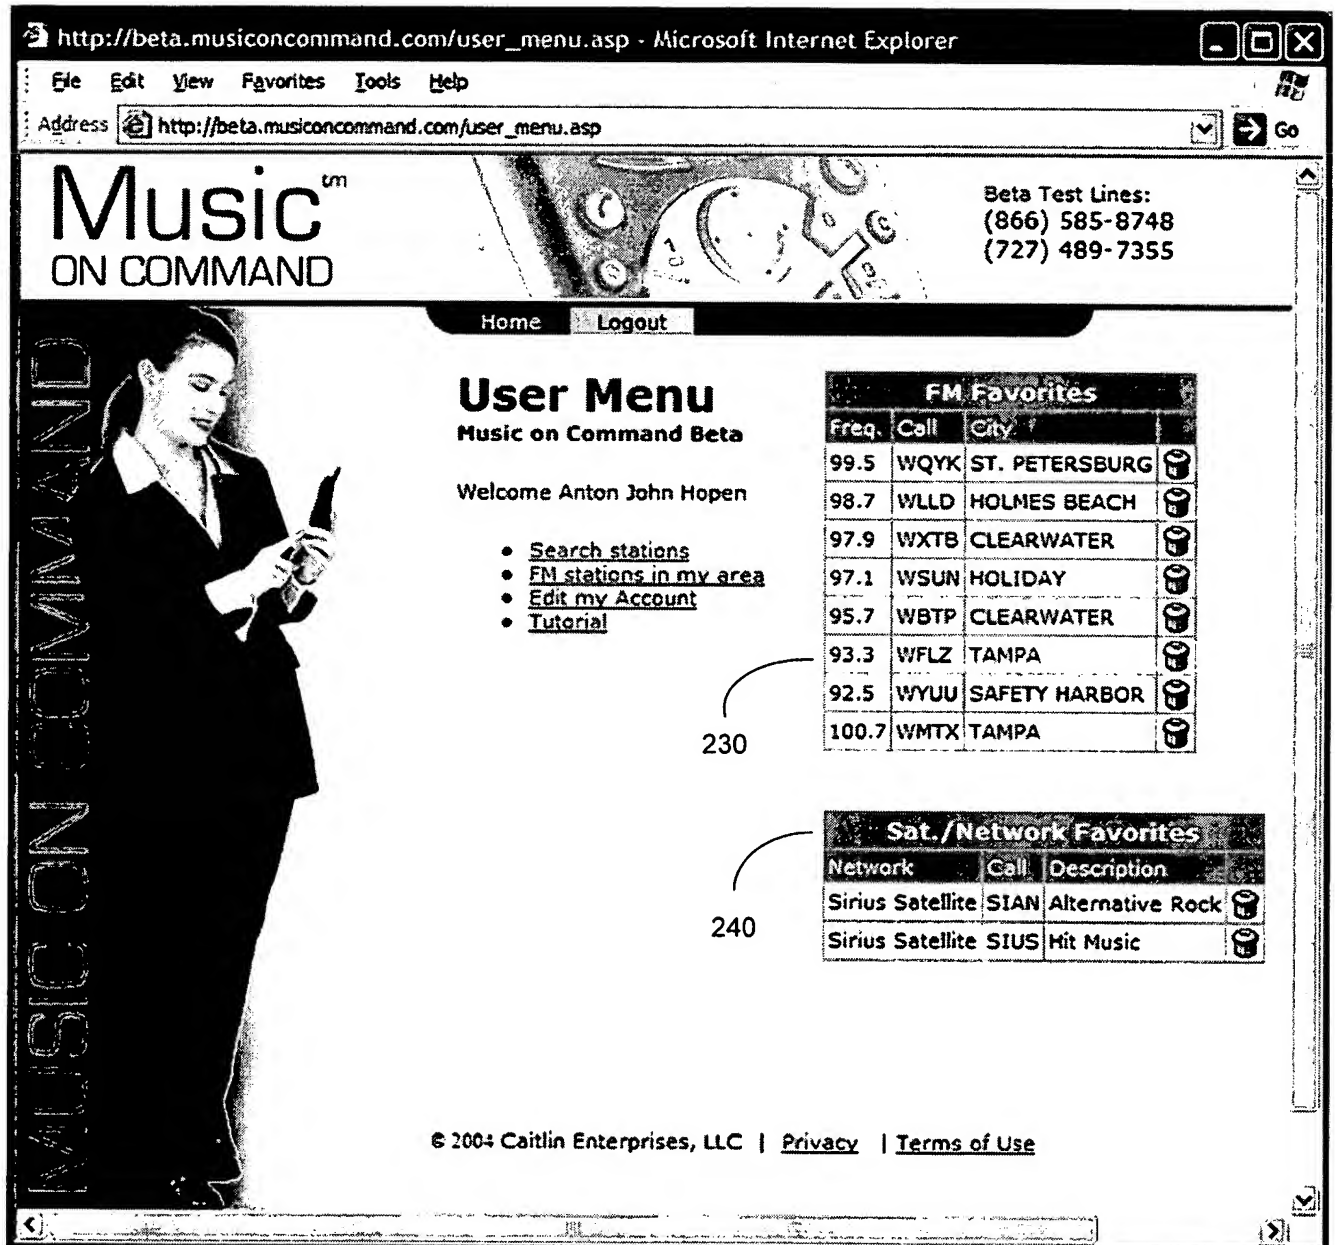 http://beta.musiconcommand.com/user_menu.asp - Microsoft Internet Explorer
File Edit View Favorites Tools Help
Address http://beta.musiconcommand.com/user_menu.asp Go
Music tm
ON COMMAND
Beta Test Lines:
(866) 585-8748
(727) 489-7355
Home Logout
MUSIC ON COMMAND
User Menu
Music on Command Beta
Welcome Anton John Hopen
• Search stations
• FM stations in my area
• Edit my Account
• Tutorial
FM Favorites
Freq. Call City
99.5 WQYK ST. PETERSBURG
98.7 WLLD HOLMES BEACH
97.9 WXTB CLEARWATER
97.1 WSUN HOLIDAY
95.7 WBTP CLEARWATER
93.3 WFLZ TAMPA
92.5 WYUU SAFETY HARBOR
100.7 WMTX TAMPA
230
Sat./Network Favorites
Network Call Description
Sirius Satellite SIAN Alternative Rock
Sirius Satellite SIUS Hit Music
240
© 2004 Caitlin Enterprises, LLC | Privacy | Terms of Use